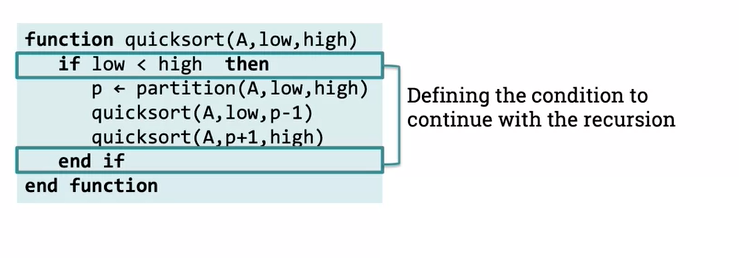 function quicksort(A,low,high)
if low < high then
p ← partition(A,low,high)
quicksort(A,low,p-1)
quicksort(A,p+1,high)
end if
end function
Defining the condition to
continue with the recursion